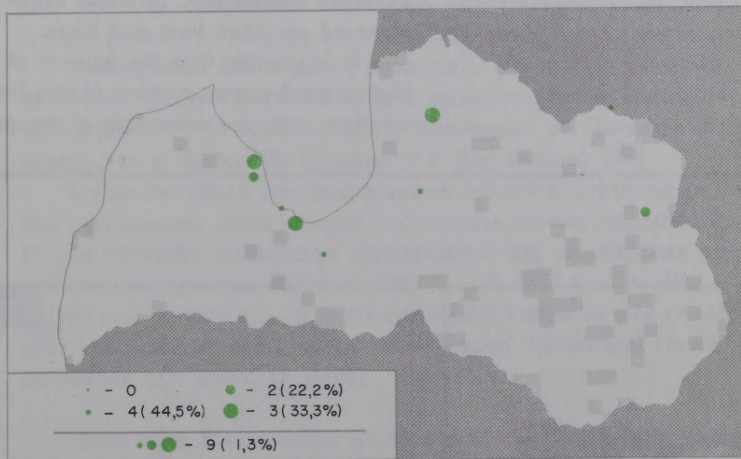 - 0 - 2(22,2%)
- 4(44,5%) - 3(33,3%)
- 9( 1,3%)